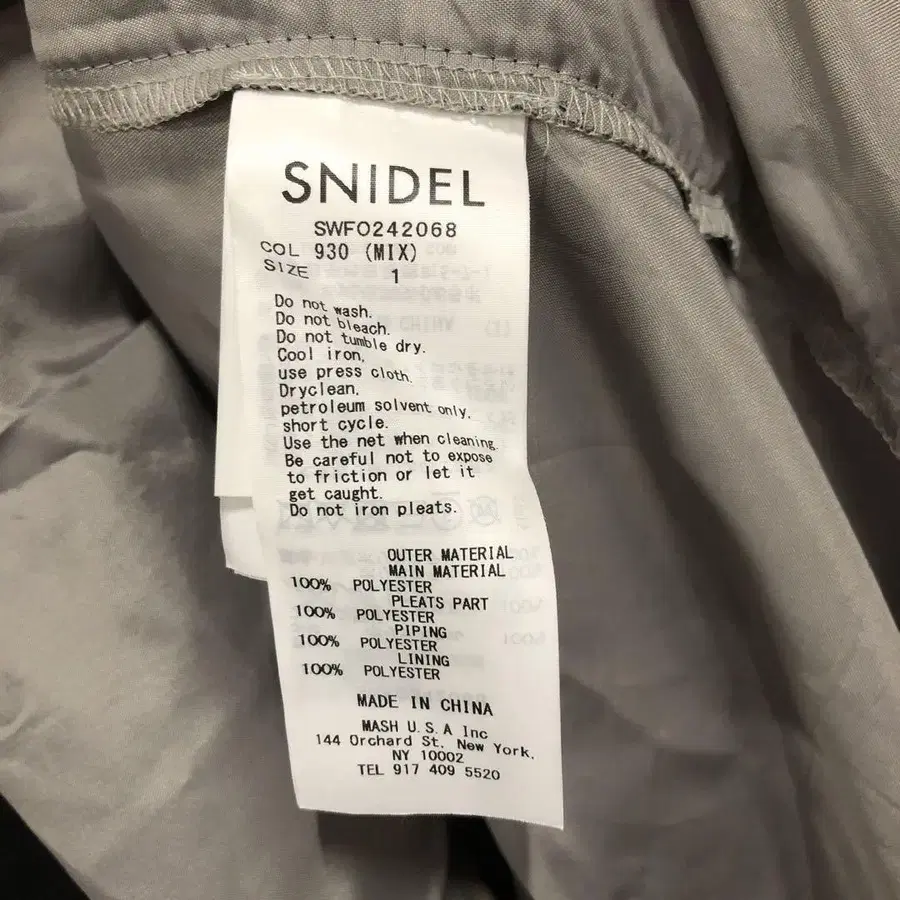 SNIDEL
SWFO242068
COL 930 (MIX)
SIZE 1
Do not wash.
Do not bleach.
Do not tumble dry.
Cool iron,
use press cloth.
Dryclean,
petroleum solvent only,
short cycle.
Use the net when cleaning.
Be careful not to expose
to friction or let it
get caught.
Do not iron pleats.
OUTER MATERIAL
MAIN MATERIAL
100% POLYESTER
PLEATS PART
100% POLYESTER
PIPING
100% POLYESTER
LINING
100% POLYESTER
MADE IN CHINA
MASH U.S.A Inc
144 Orchard St, New York,
NY 10002
TEL 917 409 5520